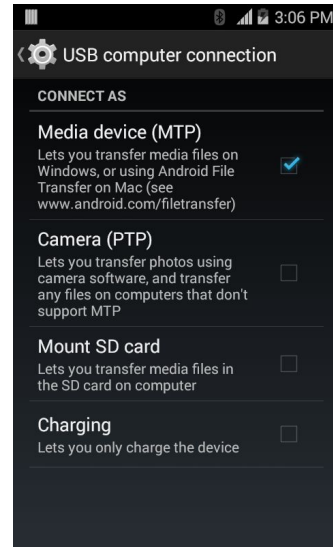 3:06 PM
USB computer connection
CONNECT AS
Media device (MTP)
Lets you transfer media files on
Windows, or using Android File
Transfer on Mac (see
www.android.com/filetransfer)
Camera (PTP)
Lets you transfer photos using
camera software, and transfer
any files on computers that don't
support MTP
Mount SD card
Lets you transfer media files in
the SD card on computer
Charging
Lets you only charge the device